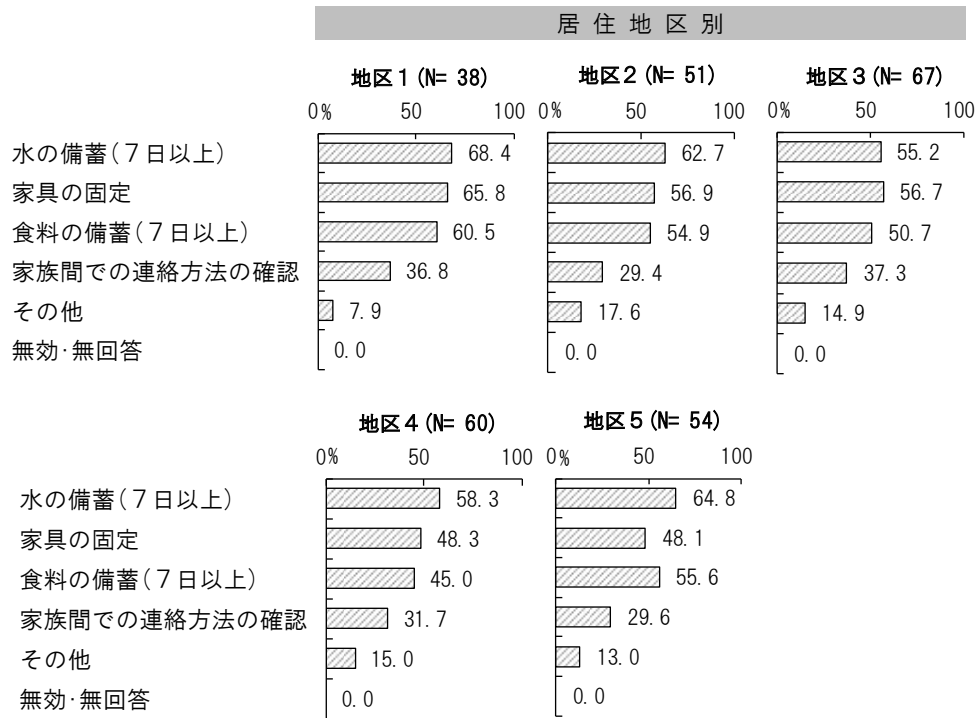 居住地区別
地区1 (N= 38) 地区2 (N= 51) 地区3 (N= 67)
0% 50 100 0% 50 100 0% 50 100
水の備蓄(7日以上) 68.4 62.7 55.2
家具の固定 65.8 56.9 56.7
食料の備蓄(7日以上) 60.5 54.9 50.7
家族間での連絡方法の確認 36.8 29.4 37.3
その他 7.9 17.6 14.9
無効・無回答 0.0 0.0 0.0
地区4 (N= 60) 地区5 (N= 54)
0% 50 100 0% 50 100
水の備蓄(7日以上) 58.3 64.8
家具の固定 48.3 48.1
食料の備蓄(7日以上) 45.0 55.6
家族間での連絡方法の確認 31.7 29.6
その他 15.0 13.0
無効・無回答 0.0 0.0